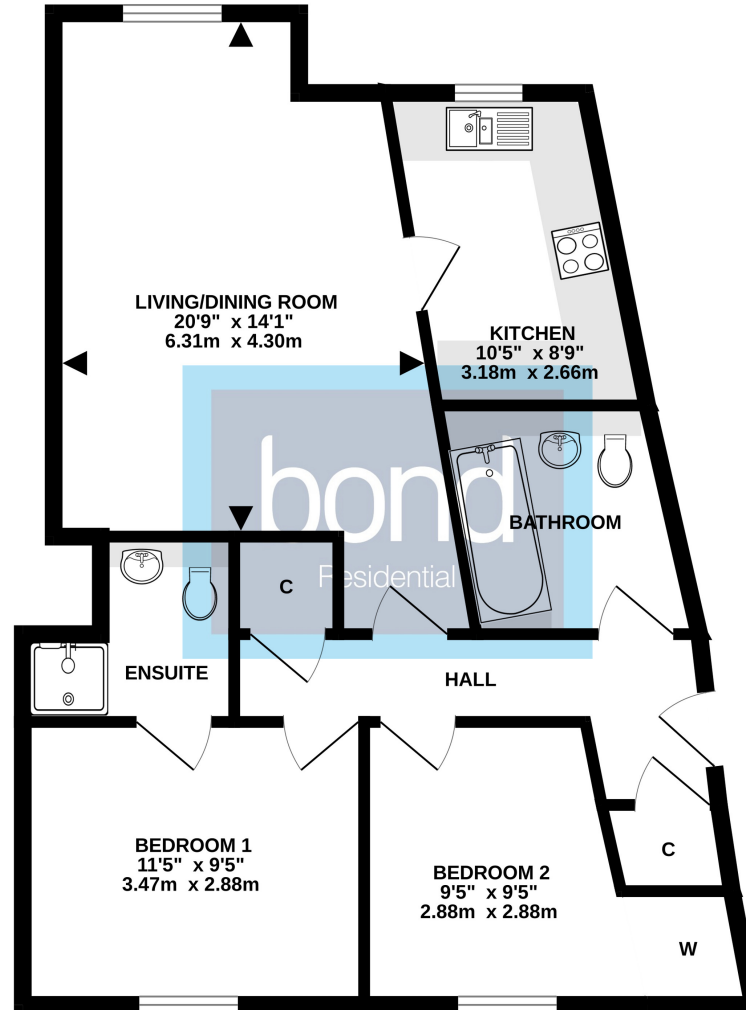 LIVING/DINING ROOM
20'9" x 14'1"
6.31m x 4.30m
KITCHEN
10'5" x 8'9"
3.18m x 2.66m
bond
Residential
BATHROOM
C
ENSUITE
HALL
BEDROOM 1
11'5" x 9'5"
3.47m x 2.88m
BEDROOM 2
9'5" x 9'5"
2.88m x 2.88m
C
W